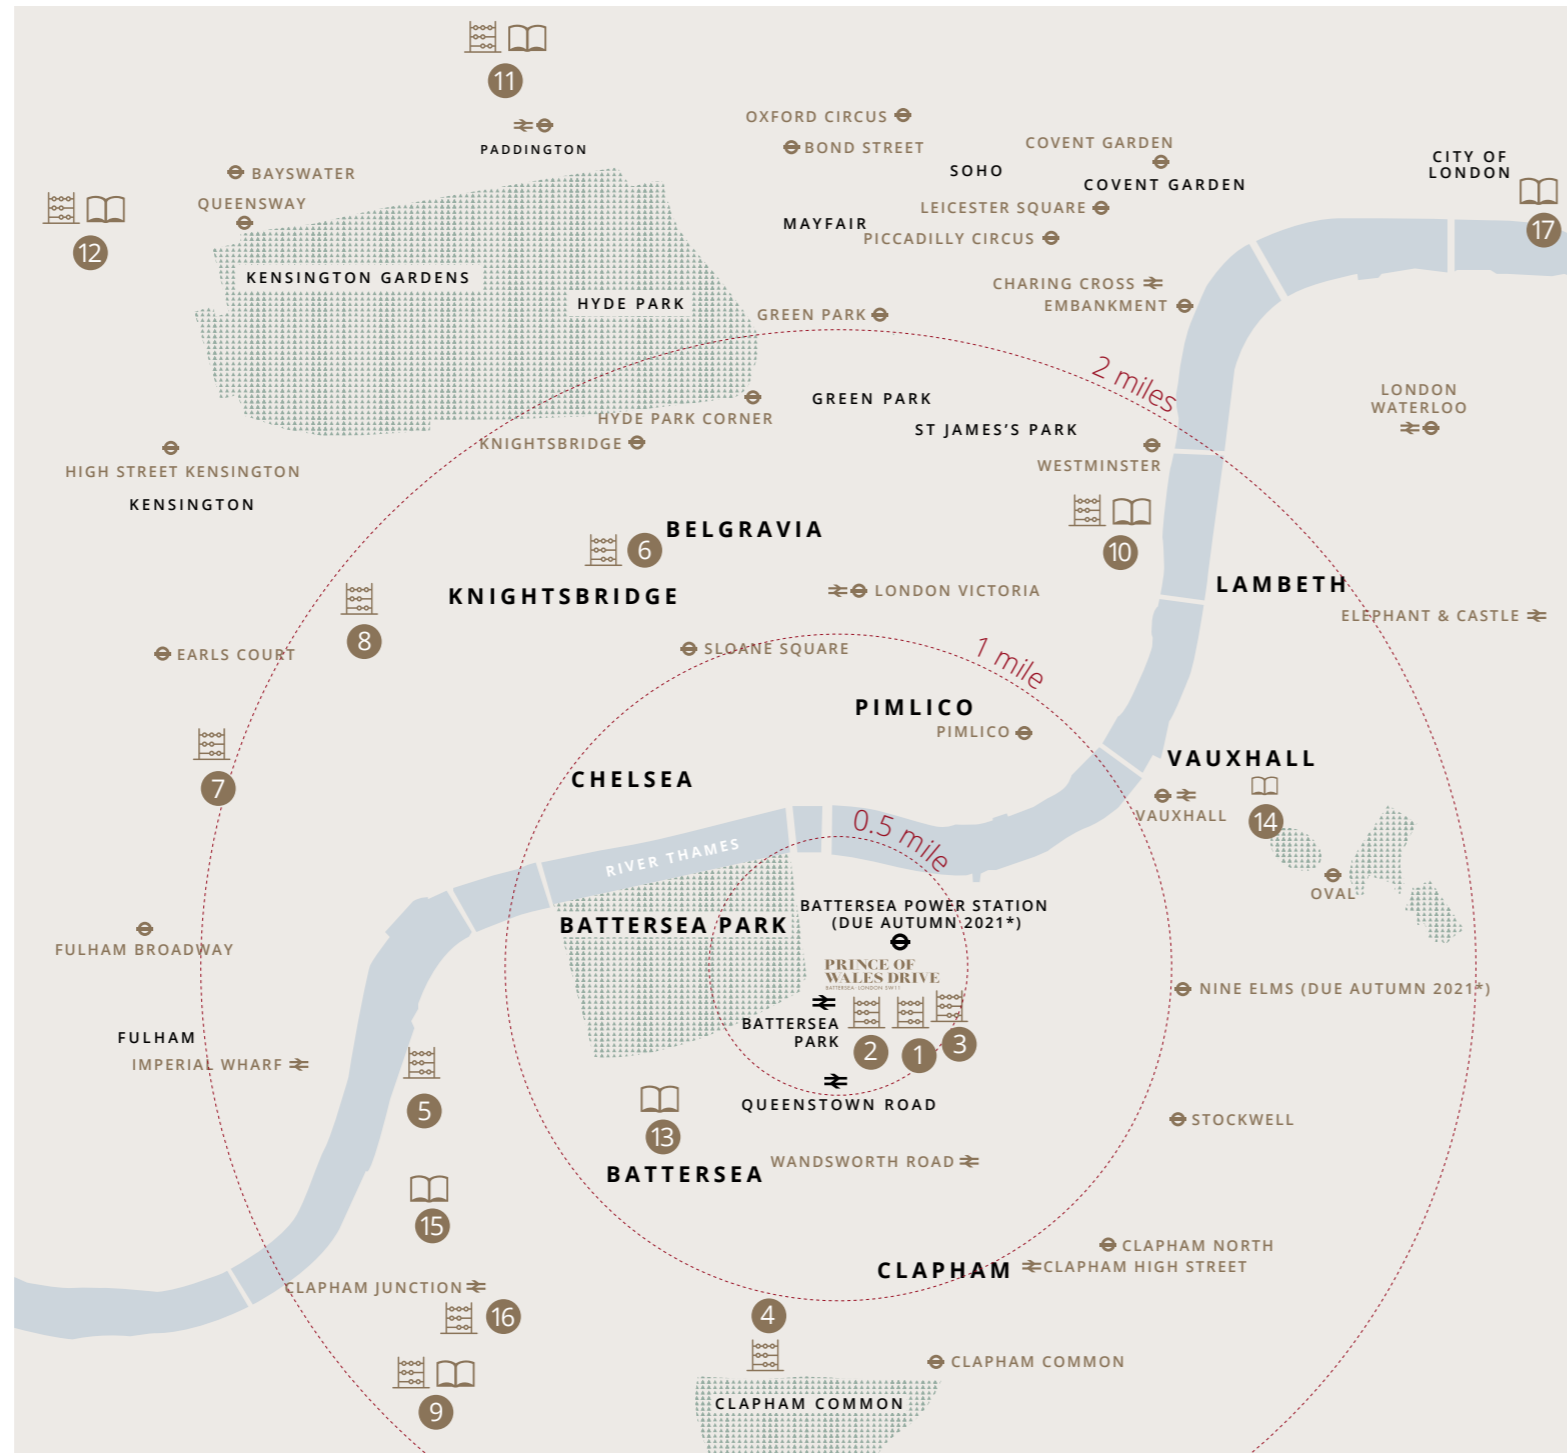 11
PADDINGTON
OXFORD CIRCUS
BOND STREET
SOHO
COVENT GARDEN
COVENT GARDEN
CITY OF
LONDON
17
BAYSWATER
QUEENSWAY
12
MAYFAIR
LEICESTER SQUARE
PICCADILLY CIRCUS
KENSINGTON GARDENS
HYDE PARK
CHARING CROSS
EMBANKMENT
GREEN PARK
2 miles
GREEN PARK
HYDE PARK CORNER
KNIGHTSBRIDGE
ST JAMES'S PARK
WESTMINSTER
LONDON
WATERLOO
HIGH STREET KENSINGTON
KENSINGTON
BELGRAVIA
6
10
KNIGHTSBRIDGE
LONDON VICTORIA
LAMBETH
ELEPHANT & CASTLE
8
EARLS COURT
SLOANE SQUARE
1 mile
PIMLICO
PIMLICO
7
CHELSEA
VAUXHALL
VAUXHALL
14
OVAL
0.5 mile
RIVER THAMES
BATTERSEA PARK
BATTERSEA POWER STATION
(DUE AUTUMN 2021*)
FULHAM BROADWAY
PRINCE OF
WALES DRIVE
BATTERSEA · LONDON SW11
NINE ELMS (DUE AUTUMN 2021*)
BATTERSEA
PARK
2
1
3
FULHAM
IMPERIAL WHARF
5
QUEENSTOWN ROAD
13
STOCKWELL
BATTERSEA
WANDSWORTH ROAD
15
CLAPHAM NORTH
CLAPHAM
CLAPHAM HIGH STREET
CLAPHAM JUNCTION
16
4
CLAPHAM COMMON
9
CLAPHAM COMMON